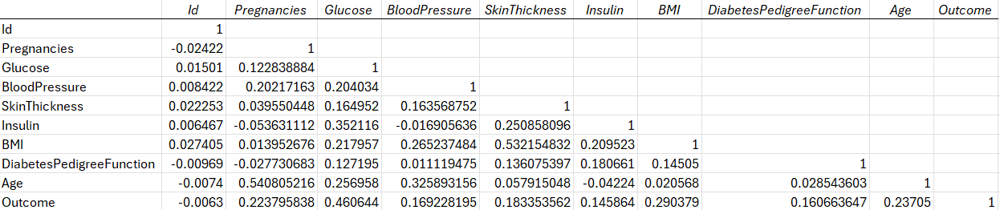 Id Pregnancies Glucose BloodPressure SkinThickness Insulin BMI DiabetesPedigreeFunction Age Outcome
Id 1
Pregnancies -0.02422 1
Glucose 0.01501 0.122838884 1
BloodPressure 0.008422 0.20217163 0.204034 1
SkinThickness 0.022253 0.039550448 0.164952 0.163568752 1
Insulin 0.006467 -0.053631112 0.352116 -0.016905636 0.250858096 1
BMI 0.027405 0.013952676 0.217957 0.265237484 0.532154832 0.209523 1
DiabetesPedigreeFunction -0.00969 -0.027730683 0.127195 0.011119475 0.136075397 0.180661 0.14505 1
Age -0.0074 0.540805216 0.256958 0.325893156 0.057915048 -0.04224 0.020568 0.028543603 1
Outcome -0.0063 0.223795838 0.460644 0.169228195 0.183353562 0.145864 0.290379 0.160663647 0.23705 1